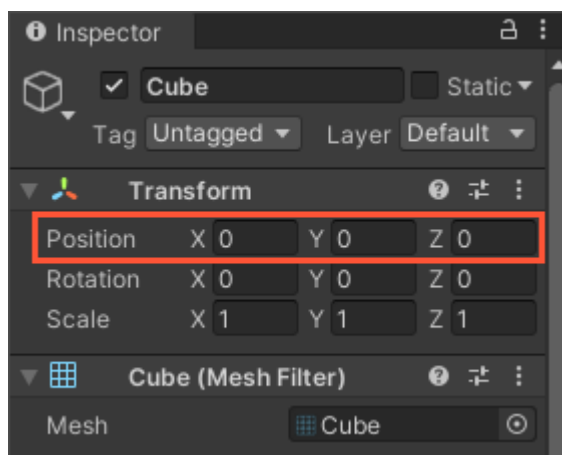 Inspector
Cube Static
Tag Untagged Layer Default
Transform
Position X 0 Y 0 Z 0
Rotation X 0 Y 0 Z 0
Scale X 1 Y 1 Z 1
Cube (Mesh Filter)
Mesh Cube